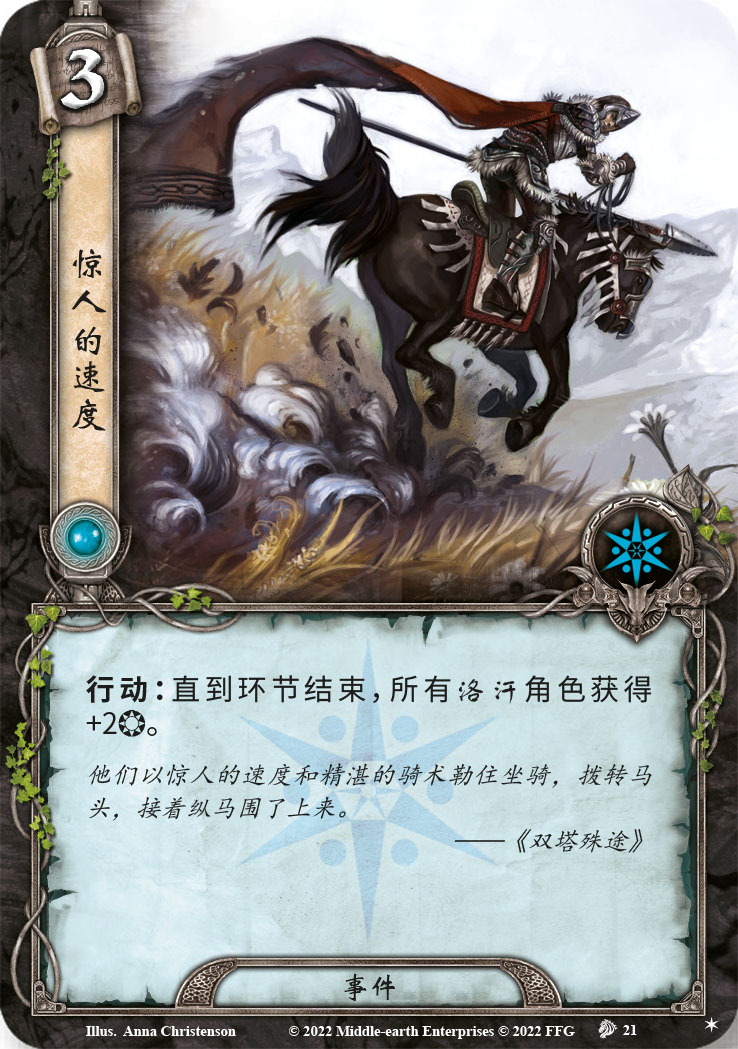 3
惊人的速度
行动：直到环节结束，所有洛汗角色获得
+2。
他们以惊人的速度和精湛的骑术勒住坐骑，拨转马
头，接着纵马围了上来。
——《双塔殊途》
事件
Illus. Anna Christenson © 2022 Middle-earth Enterprises © 2022 FFG 21